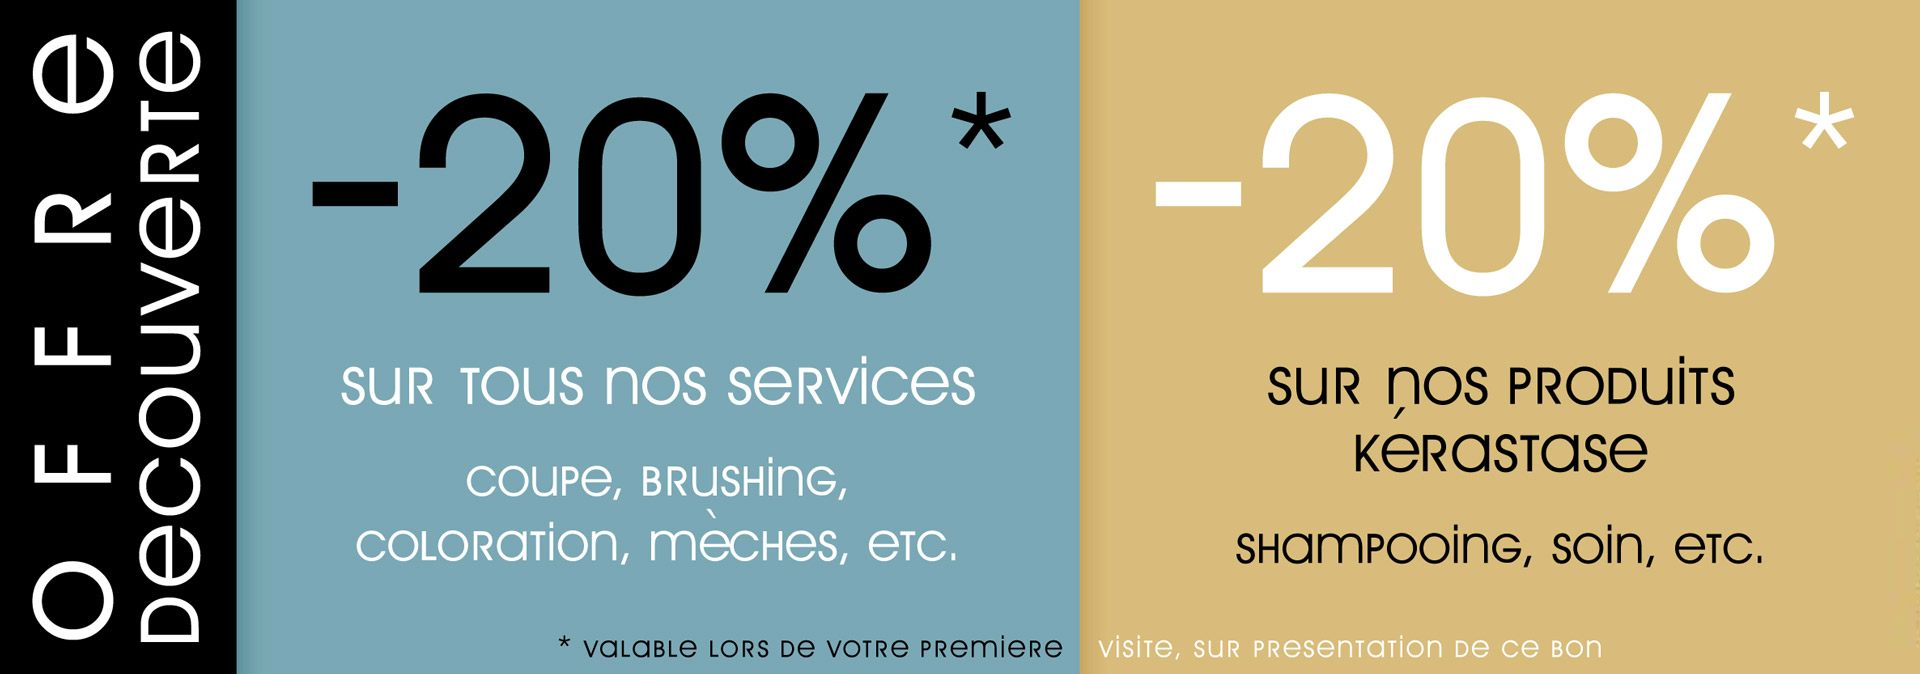 OFFRe
Decouverte
-20%*
sur tous nos services
coupe, brushing,
coloration, mèches, etc.
-20%*
sur nos produits
kérastase
shampooing, soin, etc.
* valable lors de votre premiere visite, sur presentation de ce bon